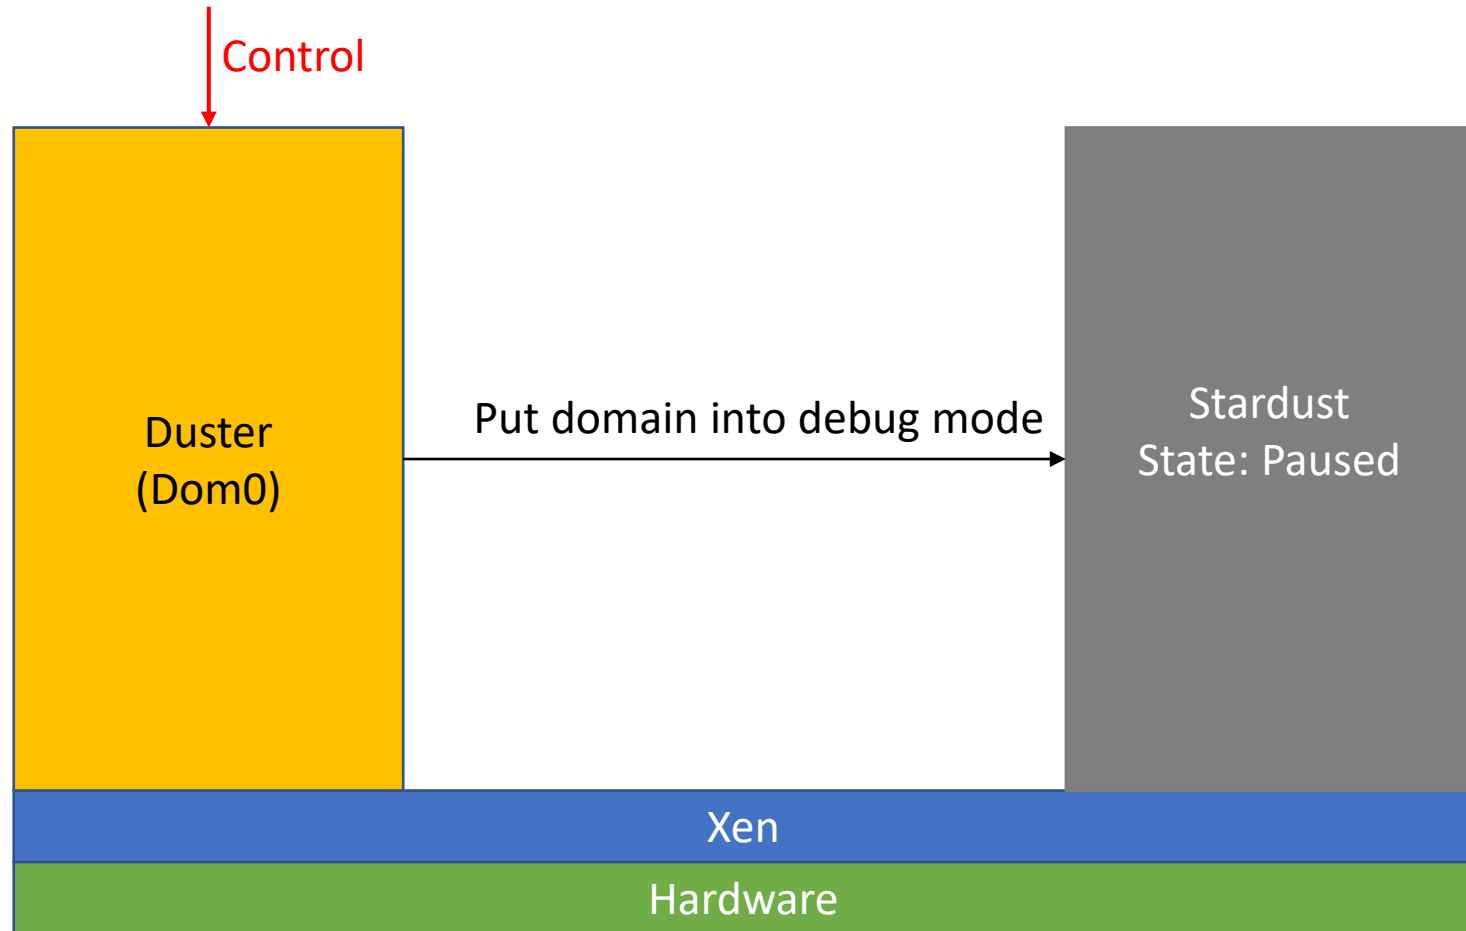 Control
Duster
(Dom0)
Put domain into debug mode
Stardust
State: Paused
Xen
Hardware